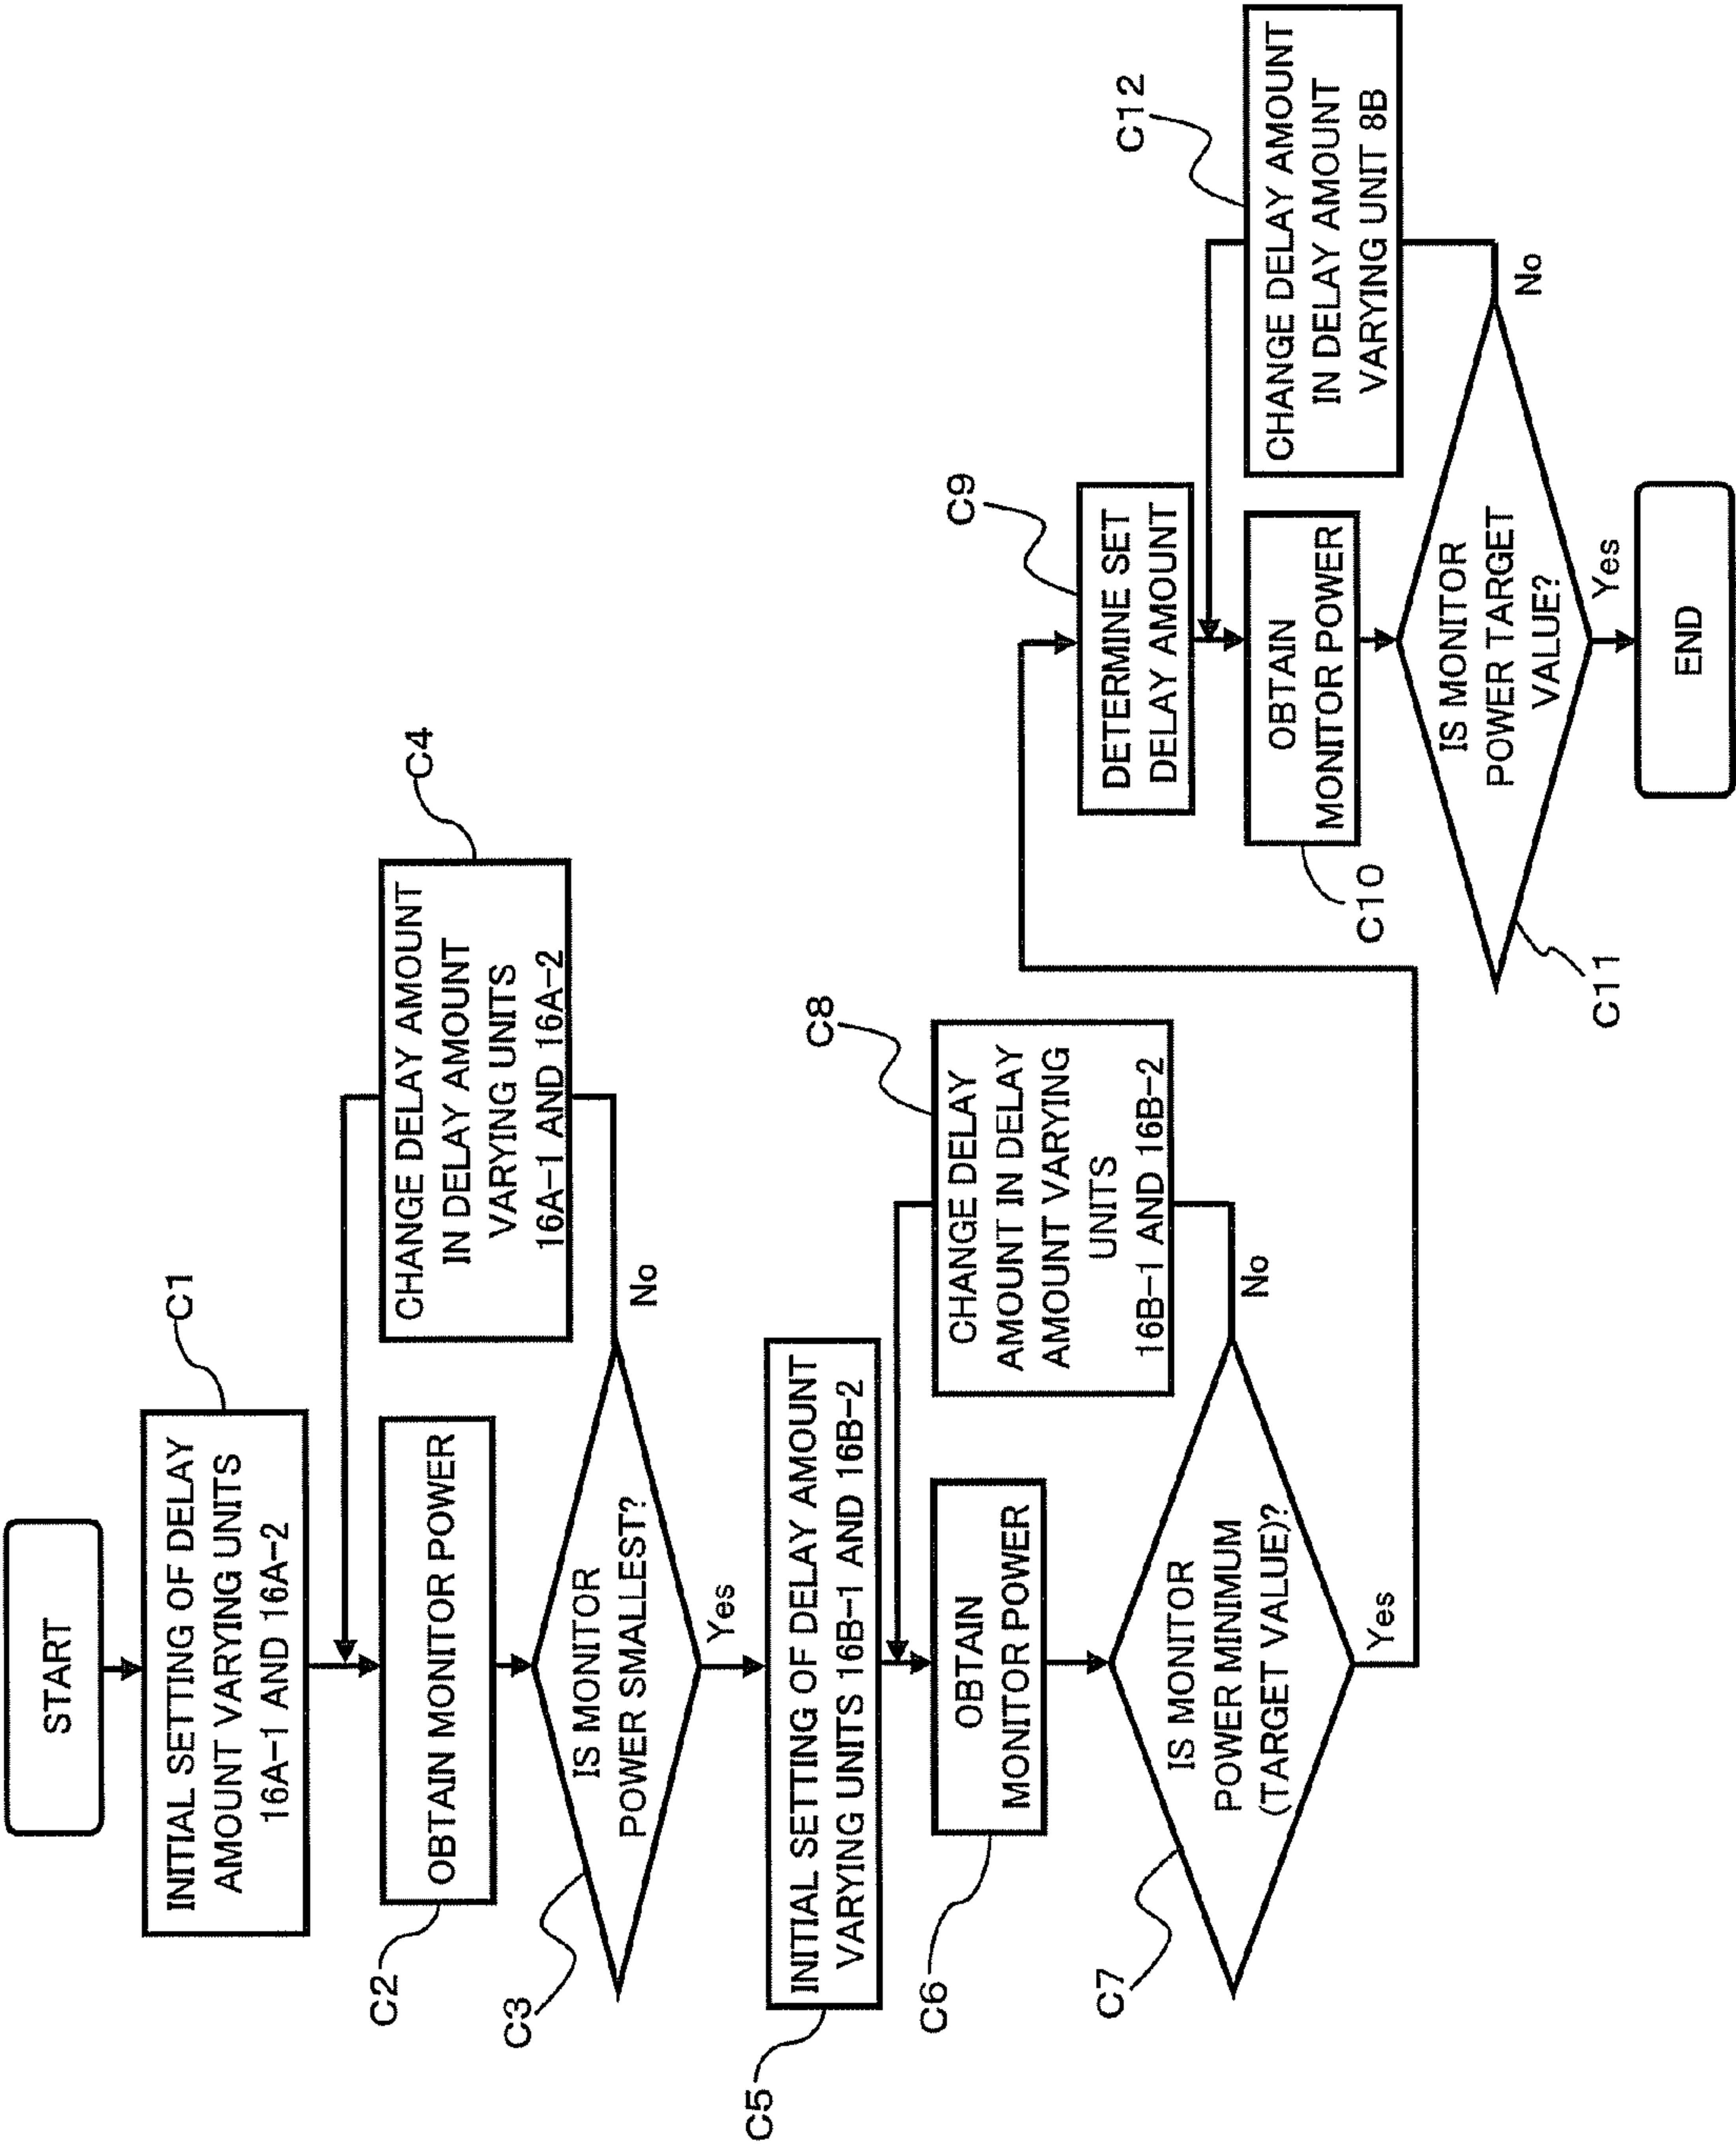 START
C1
INITIAL SETTING OF DELAY
AMOUNT VARYING UNITS
16A-1 AND 16A-2
C2
OBTAIN MONITOR POWER
C3
IS MONITOR
POWER SMALLEST?
No
Yes
C4
CHANGE DELAY AMOUNT
IN DELAY AMOUNT
VARYING UNITS
16A-1 AND 16A-2
C5
INITIAL SETTING OF DELAY AMOUNT
VARYING UNITS 16B-1 AND 16B-2
C6
OBTAIN
MONITOR POWER
C7
IS MONITOR
POWER MINIMUM
(TARGET VALUE)?
No
Yes
C8
CHANGE DELAY
AMOUNT IN DELAY
AMOUNT VARYING
UNITS
16B-1 AND 16B-2
C9
DETERMINE SET
DELAY AMOUNT
C10
OBTAIN
MONITOR POWER
C11
IS MONITOR
POWER TARGET
VALUE?
No
Yes
C12
CHANGE DELAY AMOUNT
IN DELAY AMOUNT
VARYING UNIT 8B
END